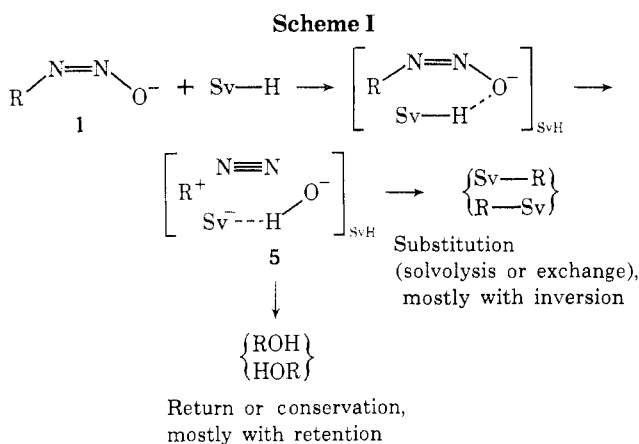 Scheme I
R N=N O⁻ + Sv—H → [ R N=N O⁻ Sv—H ]SvH →
1
[ R⁺ N≡N O⁻ Sv⁻---H ]SvH → {Sv—R R—Sv}
5
Substitution
(solvolysis or exchange),
mostly with inversion
{ROH
HOR}
Return or conservation,
mostly with retention